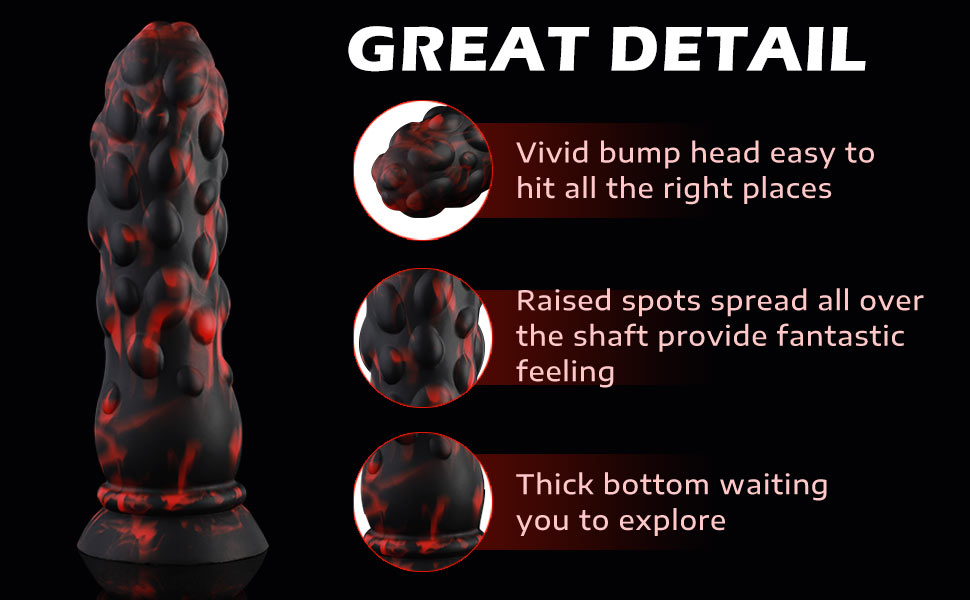 GREAT DETAIL
Vivid bump head easy to
hit all the right places
Raised spots spread all over
the shaft provide fantastic
feeling
Thick bottom waiting
you to explore